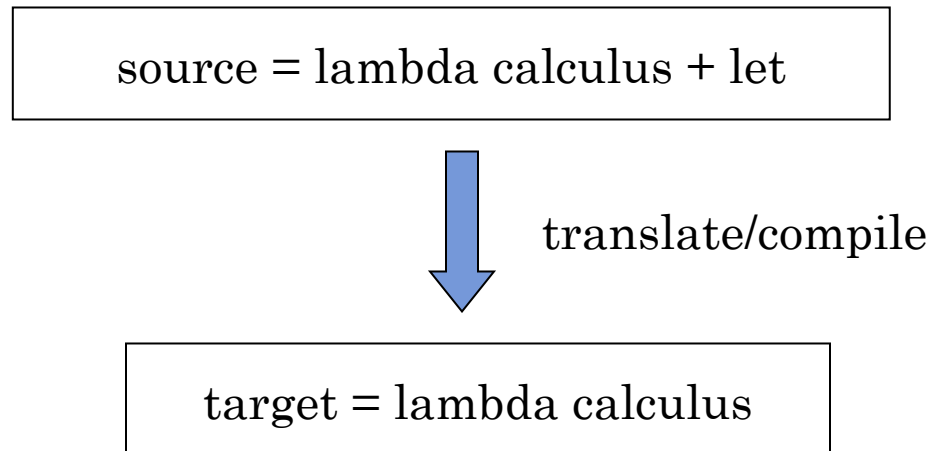 source = lambda calculus + let
translate/compile
target = lambda calculus